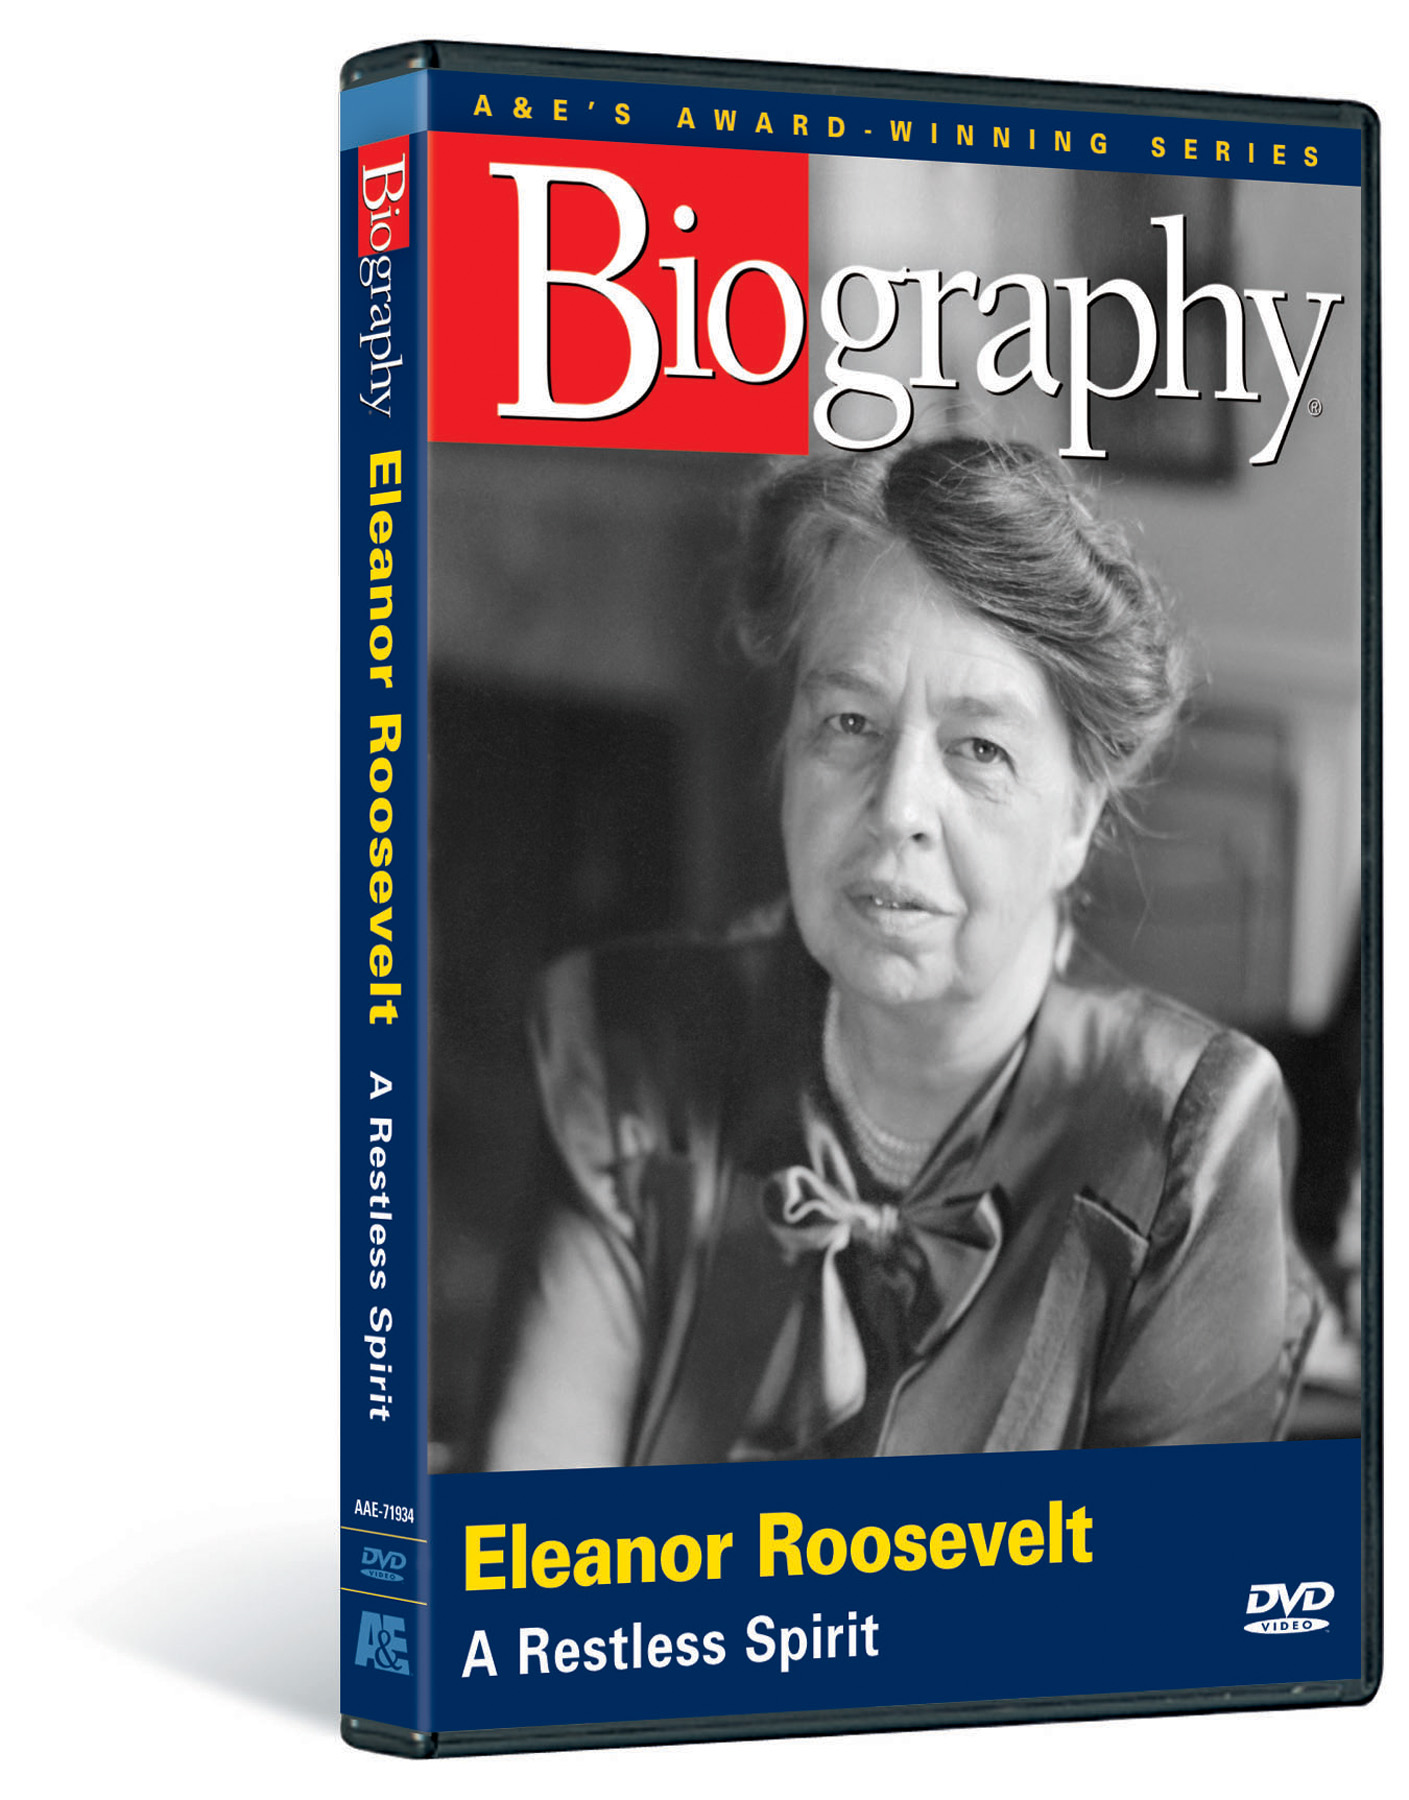 A&E'S AWARD-WINNING SERIES
Biography®
Eleanor Roosevelt
A Restless Spirit
DVD
VIDEO
Biography
Eleanor Roosevelt
A Restless Spirit
AAE-71934
DVD
VIDEO
A&E